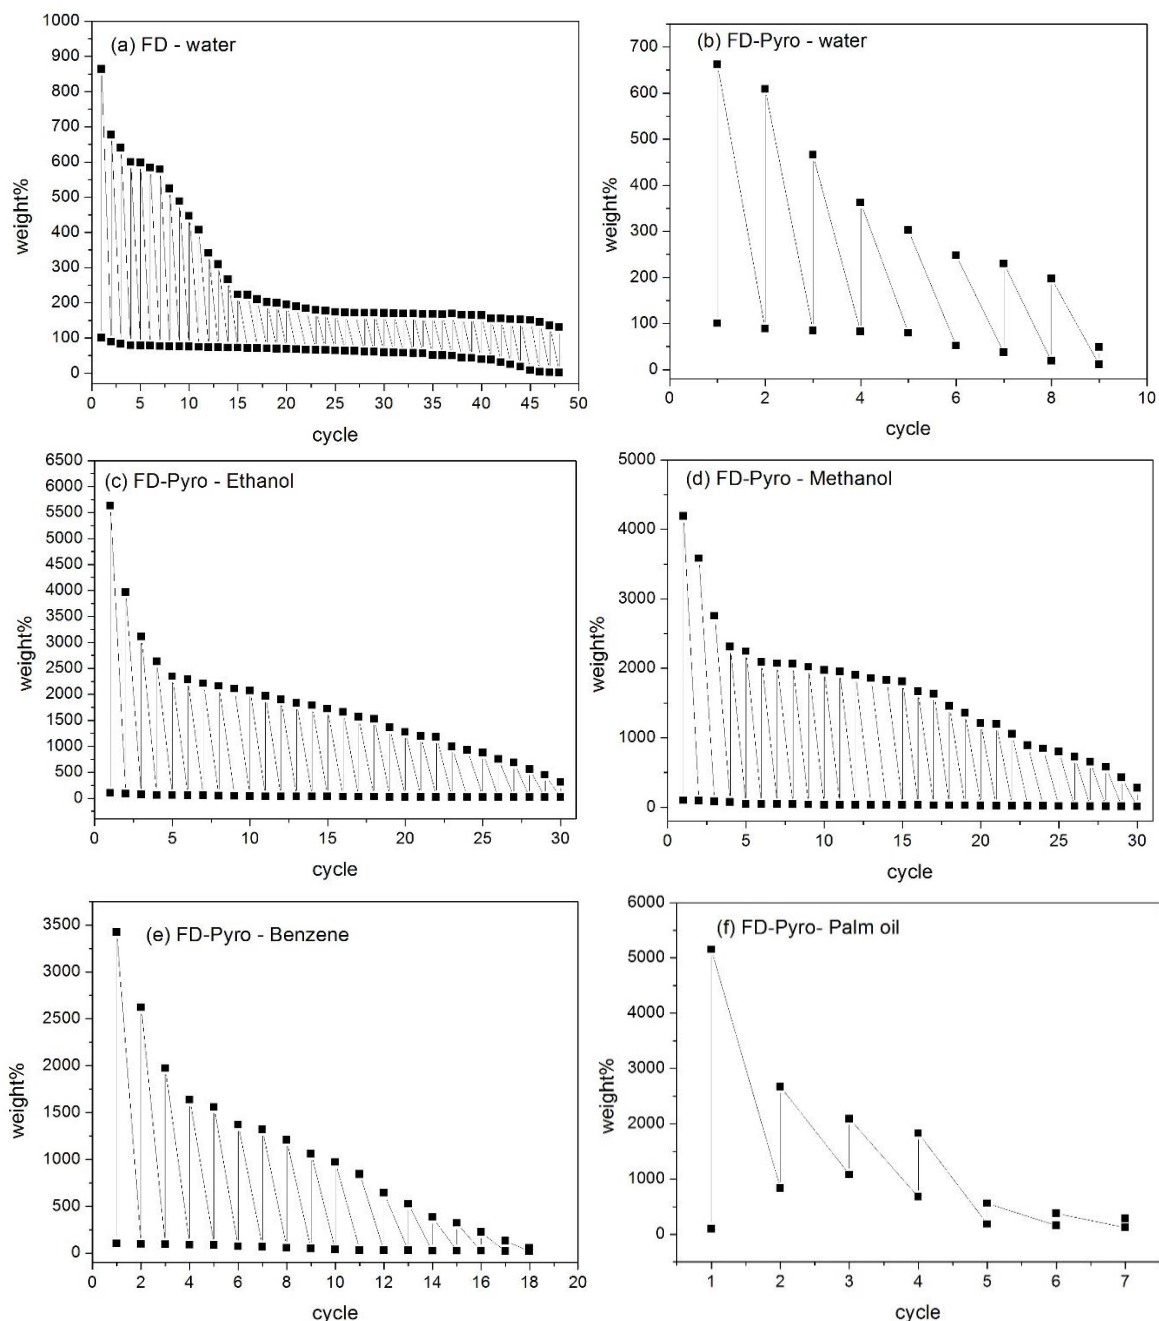 (a) FD - water
weight%
1000
900
800
700
600
500
400
300
200
100
0
0 5 10 15 20 25 30 35 40 45 50
cycle
(b) FD-Pyro - water
weight%
700
600
500
400
300
200
100
0
0 2 4 6 8 10
cycle
(c) FD-Pyro - Ethanol
weight%
6500
6000
5500
5000
4500
4000
3500
3000
2500
2000
1500
1000
500
0
0 5 10 15 20 25 30
cycle
(d) FD-Pyro - Methanol
weight%
5000
4000
3000
2000
1000
0
0 5 10 15 20 25 30
cycle
(e) FD-Pyro - Benzene
weight%
3500
3000
2500
2000
1500
1000
500
0
0 2 4 6 8 10 12 14 16 18 20
cycle
(f) FD-Pyro- Palm oil
weight%
6000
5000
4000
3000
2000
1000
0
1 2 3 4 5 6 7
cycle